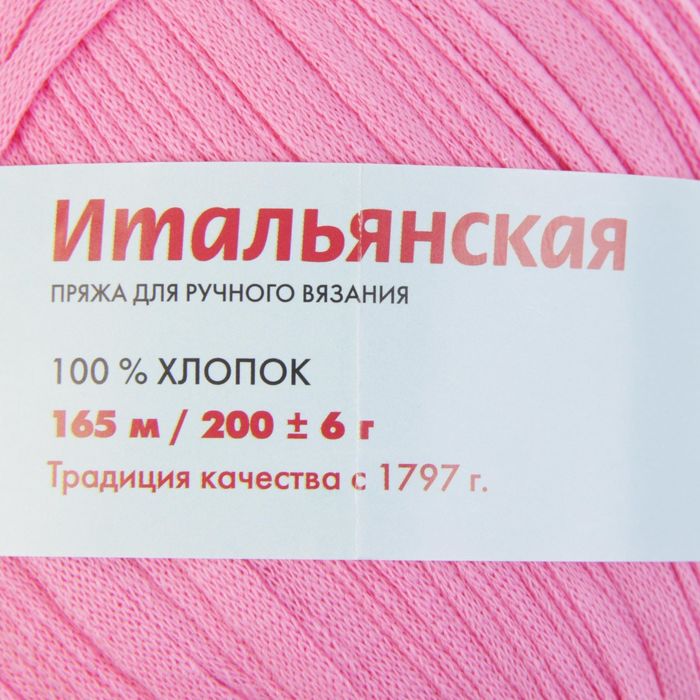 Итальянская
ПРЯЖА ДЛЯ РУЧНОГО ВЯЗАНИЯ
100 % ХЛОПОК
165 м / 200 ± 6 г
Традиция качества с 1797 г.